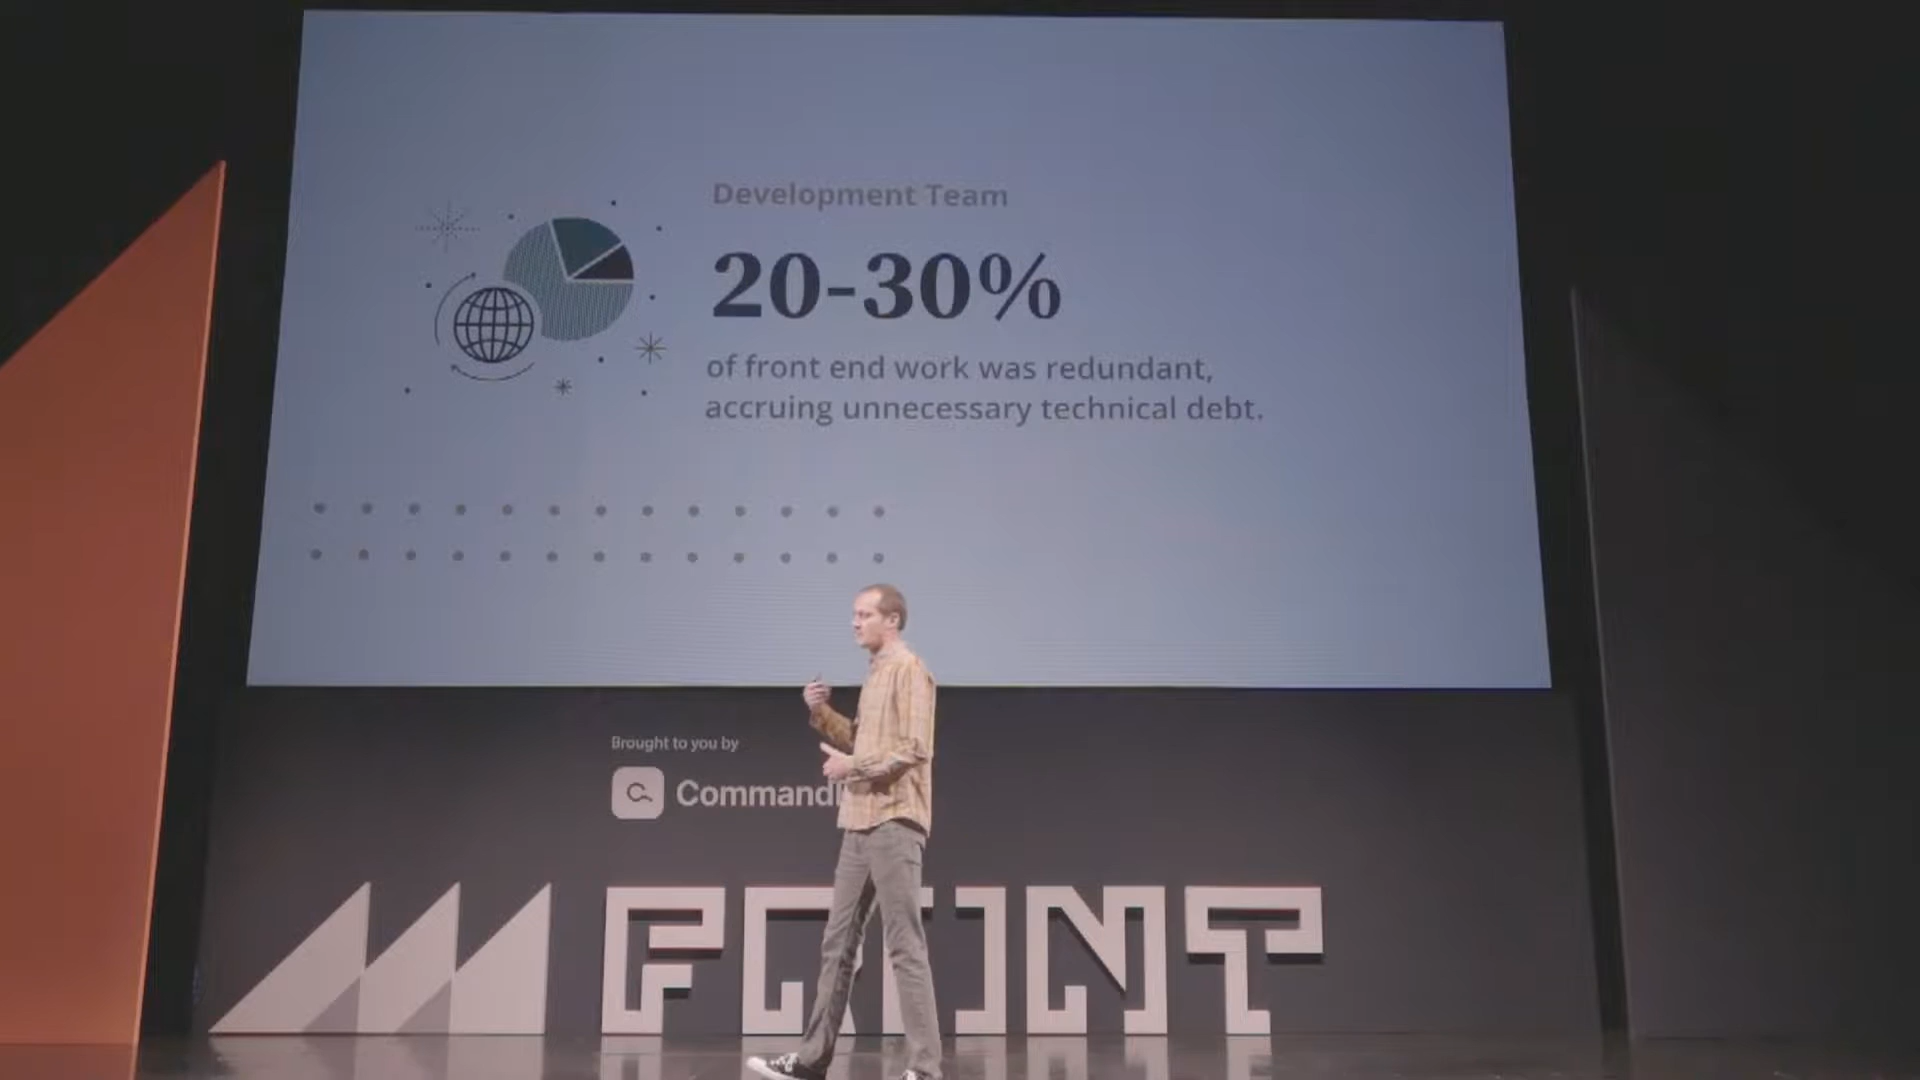 Development Team
20-30%
of front end work was redundant,
accruing unnecessary technical debt.
Brought to you by